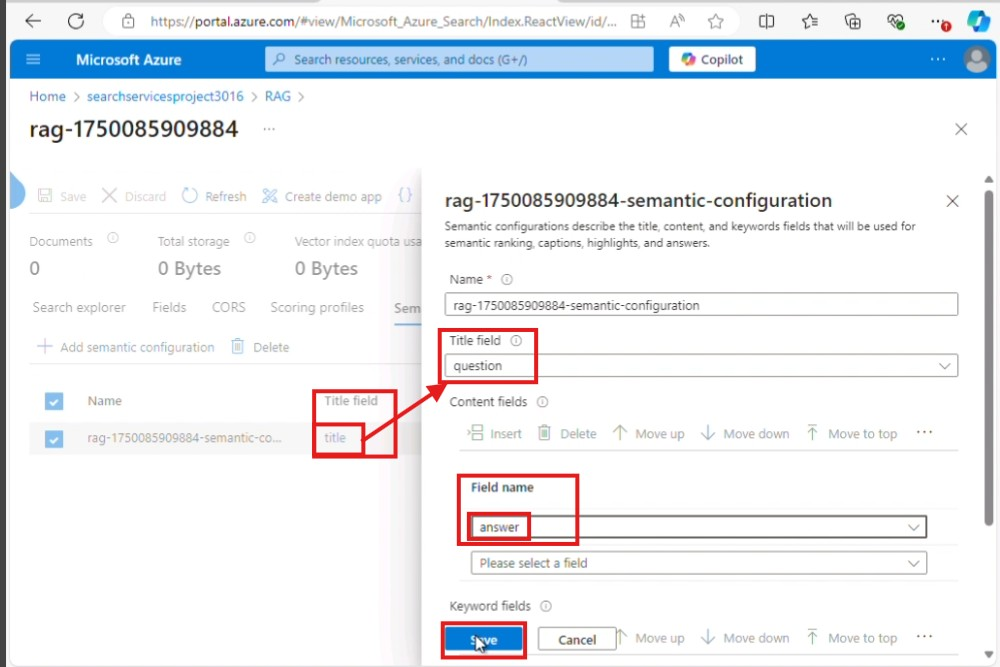 https://portal.azure.com/#view/Microsoft_Azure_Search/Index.ReactView/id/...
Microsoft Azure
Search resources, services, and docs (G+/)
Copilot
Home > searchservicesproject3016 > RAG >
rag-1750085909884 ...
Save Discard Refresh Create demo app {}
Documents Total storage Vector index quota usa
0 0 Bytes 0 Bytes
Search explorer Fields CORS Scoring profiles Sem
Add semantic configuration Delete
Name Title field
rag-1750085909884-semantic-co... title
rag-1750085909884-semantic-configuration
Semantic configurations describe the title, content, and keywords fields that will be used for
semantic ranking, captions, highlights, and answers.
Name *
rag-1750085909884-semantic-configuration
Title field
question
Content fields
Insert Delete Move up Move down Move to top ...
Field name
answer
Please select a field
Keyword fields
Save Cancel Move up Move down Move to top ...